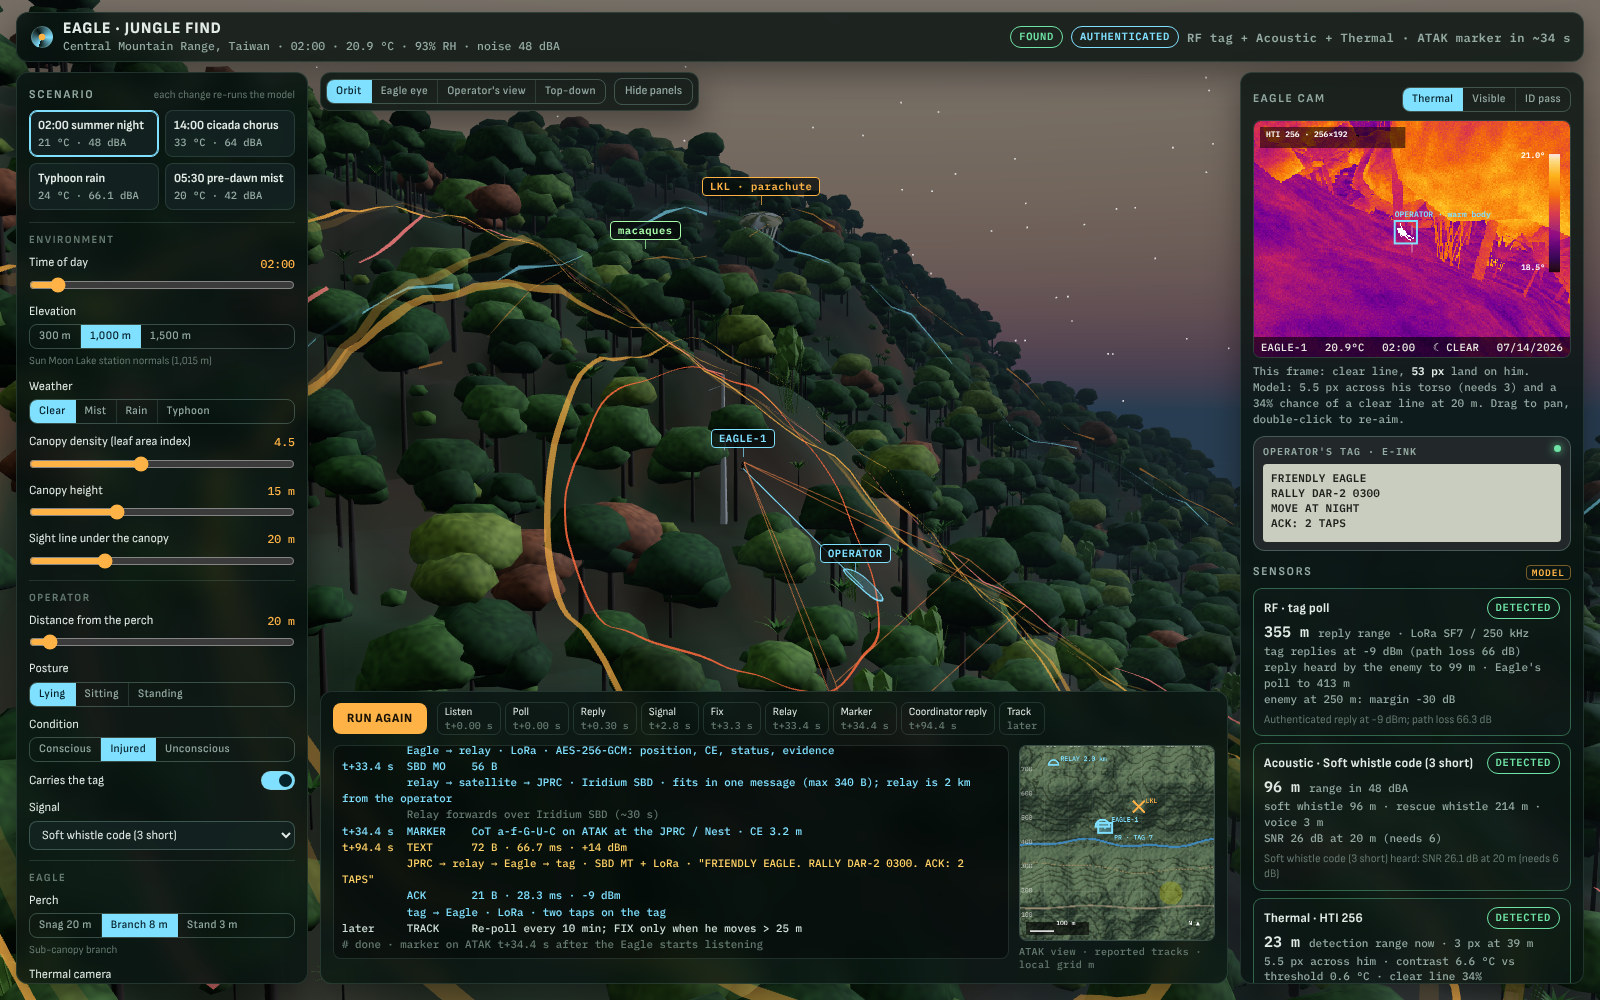 EAGLE · JUNGLE FIND
Central Mountain Range, Taiwan · 02:00 · 20.9 °C · 93% RH · noise 48 dBA
FOUND
AUTHENTICATED
RF tag + Acoustic + Thermal · ATAK marker in ~34 s
SCENARIO
each change re-runs the model
02:00 summer night
21 °C · 48 dBA
14:00 cicada chorus
33 °C · 64 dBA
Typhoon rain
24 °C · 66.1 dBA
05:30 pre-dawn mist
20 °C · 42 dBA
ENVIRONMENT
Time of day 02:00
Elevation
300 m 1,000 m 1,500 m
Sun Moon Lake station normals (1,015 m)
Weather
Clear Mist Rain Typhoon
Canopy density (leaf area index) 4.5
Canopy height 15 m
Sight line under the canopy 20 m
OPERATOR
Distance from the perch 20 m
Posture
Lying Sitting Standing
Condition
Conscious Injured Unconscious
Carries the tag
Signal
Soft whistle code (3 short)
EAGLE
Perch
Snag 20 m Branch 8 m Stand 3 m
Sub-canopy branch
Thermal camera
Orbit Eagle eye Operator's view Top-down Hide panels
LKL · parachute
macaques
EAGLE-1
OPERATOR
RUN AGAIN
Listen
t+0.00 s
Poll
t+0.00 s
Reply
t+0.30 s
Signal
t+2.8 s
Fix
t+3.3 s
Relay
t+33.4 s
Marker
t+34.4 s
Coordinator reply
t+94.4 s
Track
later
Eagle → relay · LoRa · AES-256-GCM: position, CE, status, evidence
t+33.4 s SBD MO 56 B
relay → satellite → JPRC · Iridium SBD · fits in one message (max 340 B); relay is 2 km
from the operator
Relay forwards over Iridium SBD (~30 s)
t+34.4 s MARKER CoT a-f-G-U-C on ATAK at the JPRC / Nest · CE 3.2 m
t+94.4 s TEXT 72 B · 66.7 ms · +14 dBm
JPRC → relay → Eagle → tag · SBD MT + LoRa · "FRIENDLY EAGLE. RALLY DAR-2 0300. ACK: 2
TAPS"
ACK 21 B · 28.3 ms · -9 dBm
tag → Eagle · LoRa · two taps on the tag
later TRACK Re-poll every 10 min; FIX only when he moves > 25 m
# done · marker on ATAK t+34.4 s after the Eagle starts listening
LKL
EAGLE-1
100 m
N ▲
ATAK view · reported tracks ·
local grid m
EAGLE CAM
Thermal Visible ID pass
HTI 256 · 256×192
21.0°
OPERATOR · warm body
18.5°
EAGLE-1 20.9°C 02:00 ☾ CLEAR 07/14/2026
This frame: clear line, 53 px land on him.
Model: 5.5 px across his torso (needs 3) and a
34% chance of a clear line at 20 m. Drag to pan,
double-click to re-aim.
OPERATOR'S TAG · E-INK
FRIENDLY EAGLE
RALLY DAR-2 0300
MOVE AT NIGHT
ACK: 2 TAPS
SENSORS
MODEL
RF · tag poll
DETECTED
355 m reply range · LoRa SF7 / 250 kHz
tag replies at -9 dBm (path loss 66 dB)
reply heard by the enemy to 99 m · Eagle's
poll to 413 m
enemy at 250 m: margin -30 dB
Authenticated reply at -9 dBm; path loss 66.3 dB
Acoustic · Soft whistle code (3 short)
DETECTED
96 m range in 48 dBA
soft whistle 96 m · rescue whistle 214 m ·
voice 3 m
SNR 26 dB at 20 m (needs 6)
Soft whistle code (3 short) heard: SNR 26.1 dB at 20 m (needs 6
dB)
Thermal · HTI 256
DETECTED
23 m detection range now · 3 px at 39 m
5.5 px across him · contrast 6.6 °C vs
threshold 0.6 °C · clear line 34%